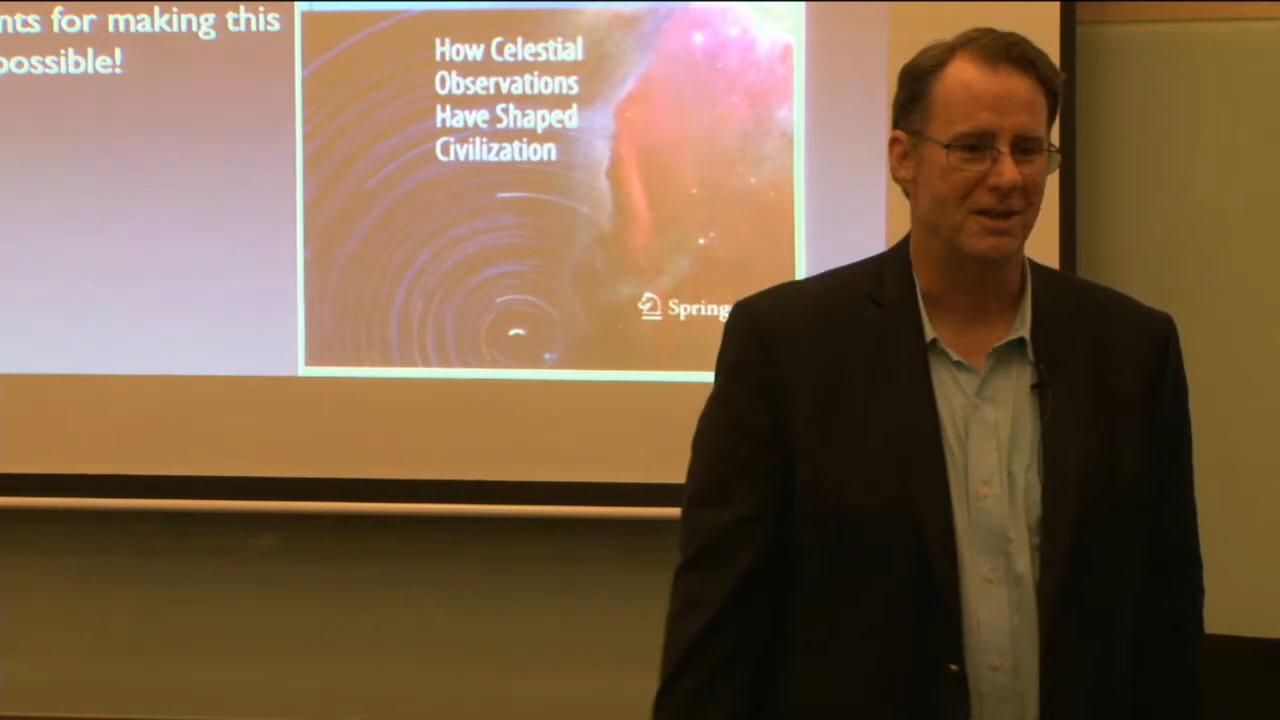 nts for making this
possible!
How Celestial
Observations
Have Shaped
Civilization
Spring